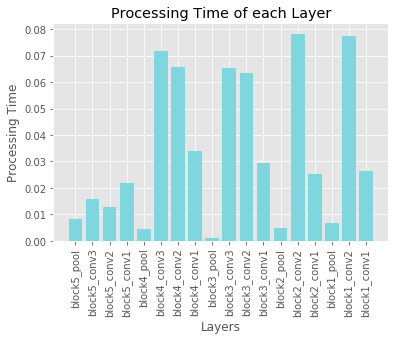 Processing Time of each Layer
Processing Time
0.08
0.07
0.06
0.05
0.04
0.03
0.02
0.01
0.00
block5_pool
block5_conv3
block5_conv2
block5_conv1
block4_pool
block4_conv3
block4_conv2
block4_conv1
block3_pool
block3_conv3
block3_conv2
block3_conv1
block2_pool
block2_conv2
block2_conv1
block1_pool
block1_conv2
block1_conv1
Layers